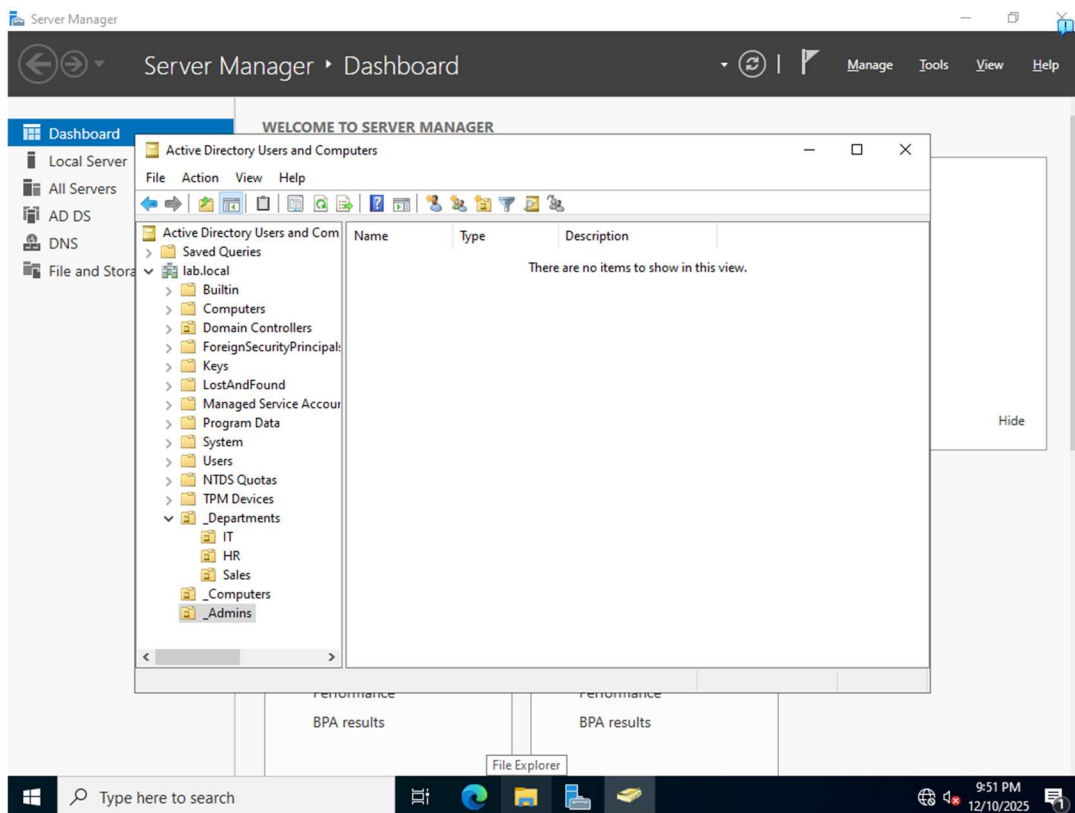 Server Manager
Server Manager • Dashboard
Manage Tools View Help
Dashboard
Local Server
All Servers
AD DS
DNS
File and Stora
WELCOME TO SERVER MANAGER
Active Directory Users and Computers
File Action View Help
Active Directory Users and Com
Saved Queries
lab.local
Builtin
Computers
Domain Controllers
ForeignSecurityPrincipals
Keys
LostAndFound
Managed Service Accour
Program Data
System
Users
NTDS Quotas
TPM Devices
_Departments
IT
HR
Sales
_Computers
_Admins
Name Type Description
There are no items to show in this view.
Hide
Performance Performance
BPA results BPA results
File Explorer
Type here to search
9:51 PM
12/10/2025
1